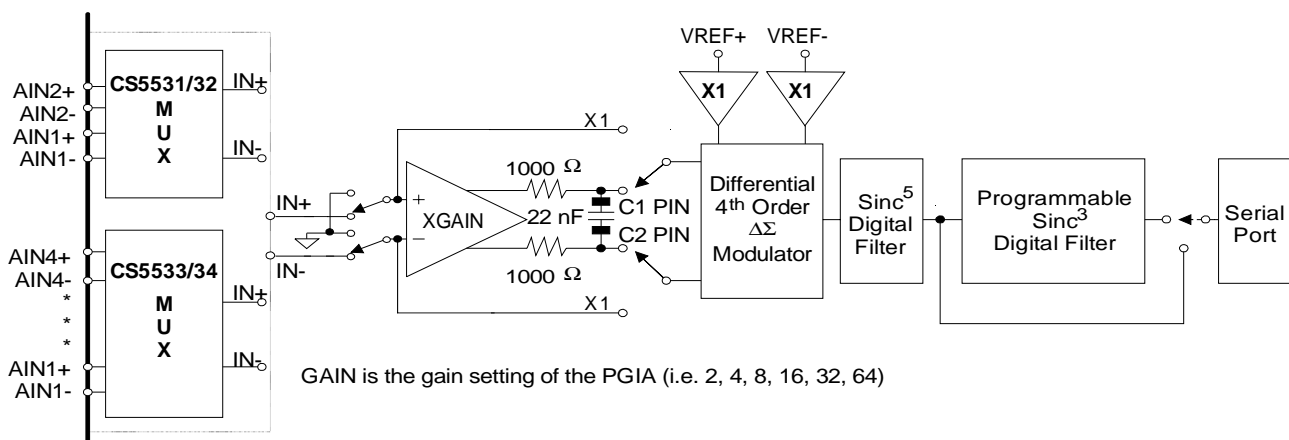 VREF+
VREF-
X1
X1
CS5531/32
M
U
X
IN+
IN-
AIN2+
AIN2-
AIN1+
AIN1-
X1
1000 Ω
IN+
+
XGAIN
−
22 nF
C1 PIN
C2 PIN
1000 Ω
IN-
X1
Differential
4th Order
ΔΣ
Modulator
Sinc5
Digital
Filter
Programmable
Sinc3
Digital Filter
Serial
Port
CS5533/34
M
U
X
IN+
IN-
AIN4+
AIN4-
*
*
*
AIN1+
AIN1-
GAIN is the gain setting of the PGIA (i.e. 2, 4, 8, 16, 32, 64)